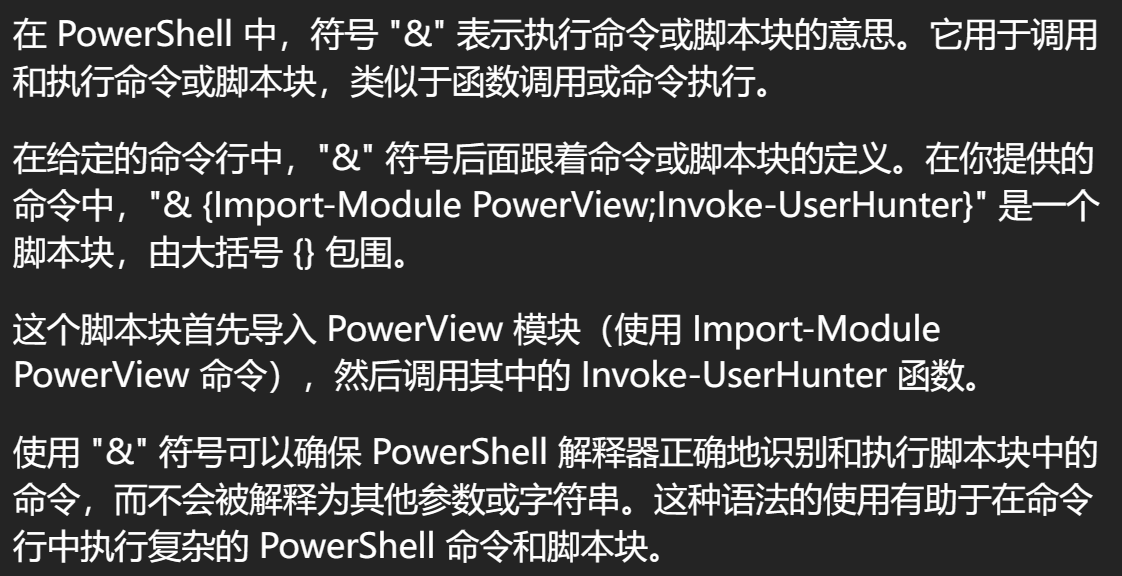 在 PowerShell 中，符号 "&" 表示执行命令或脚本块的意思。它用于调用
和执行命令或脚本块，类似于函数调用或命令执行。
在给定的命令行中，"&" 符号后面跟着命令或脚本块的定义。在你提供的
命令中，"& {Import-Module PowerView;Invoke-UserHunter}" 是一个
脚本块，由大括号 {} 包围。
这个脚本块首先导入 PowerView 模块（使用 Import-Module
PowerView 命令），然后调用其中的 Invoke-UserHunter 函数。
使用 "&" 符号可以确保 PowerShell 解释器正确地识别和执行脚本块中的
命令，而不会被解释为其他参数或字符串。这种语法的使用有助于在命令
行中执行复杂的 PowerShell 命令和脚本块。